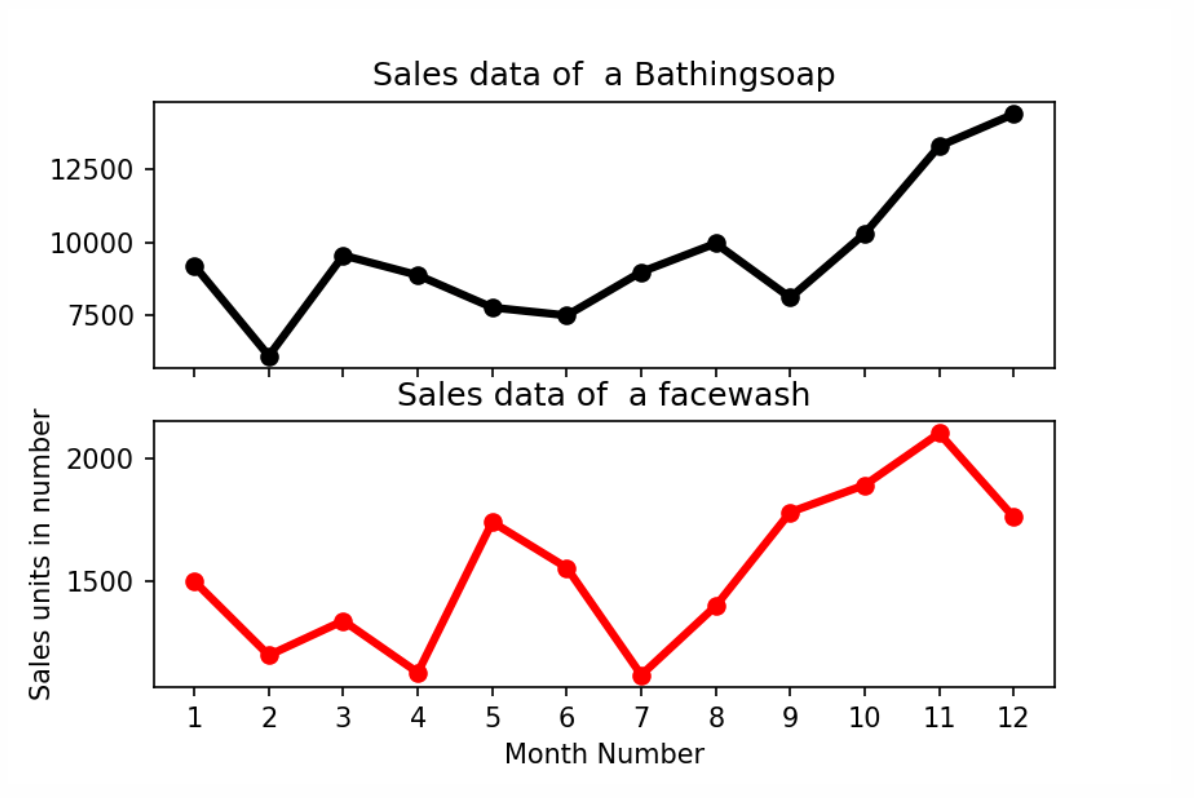 Sales data of  a Bathingsoap
12500
10000
7500
Sales data of  a facewash
Sales units in number
2000
1500
1 2 3 4 5 6 7 8 9 10 11 12
Month Number